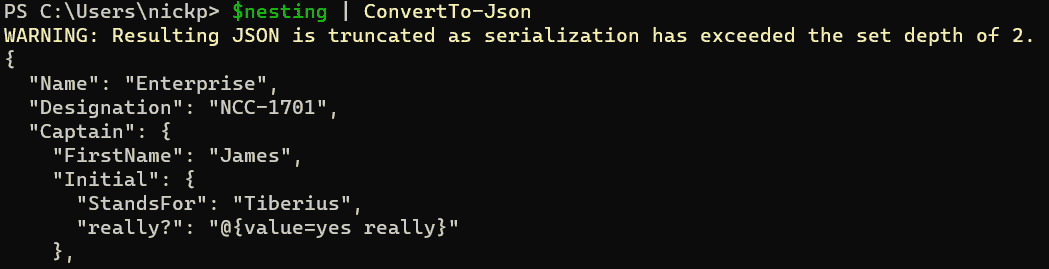 PS C:\Users\nickp> $nesting | ConvertTo-Json
WARNING: Resulting JSON is truncated as serialization has exceeded the set depth of 2.
{
  "Name": "Enterprise",
  "Designation": "NCC-1701",
  "Captain": {
    "FirstName": "James",
    "Initial": {
      "StandsFor": "Tiberius",
      "really?": "@{value=yes really}"
    },